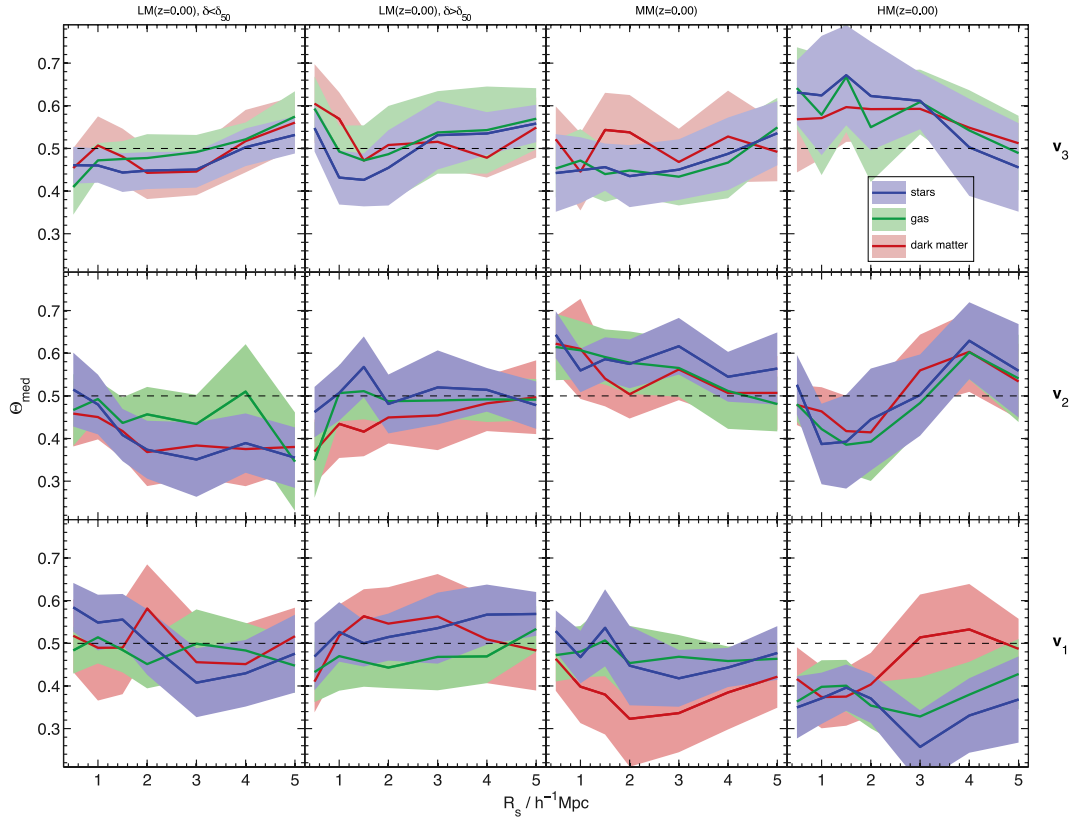 LM(z=0.00), δ<δ50
LM(z=0.00), δ>δ50
MM(z=0.00)
HM(z=0.00)
0.7
0.6
0.5
0.4
0.3
v3
stars
gas
dark matter
0.7
0.6
0.5
0.4
0.3
Θmed
v2
0.7
0.6
0.5
0.4
0.3
v1
1 2 3 4 5 1 2 3 4 5 1 2 3 4 5 1 2 3 4 5
Rs / h⁻¹Mpc